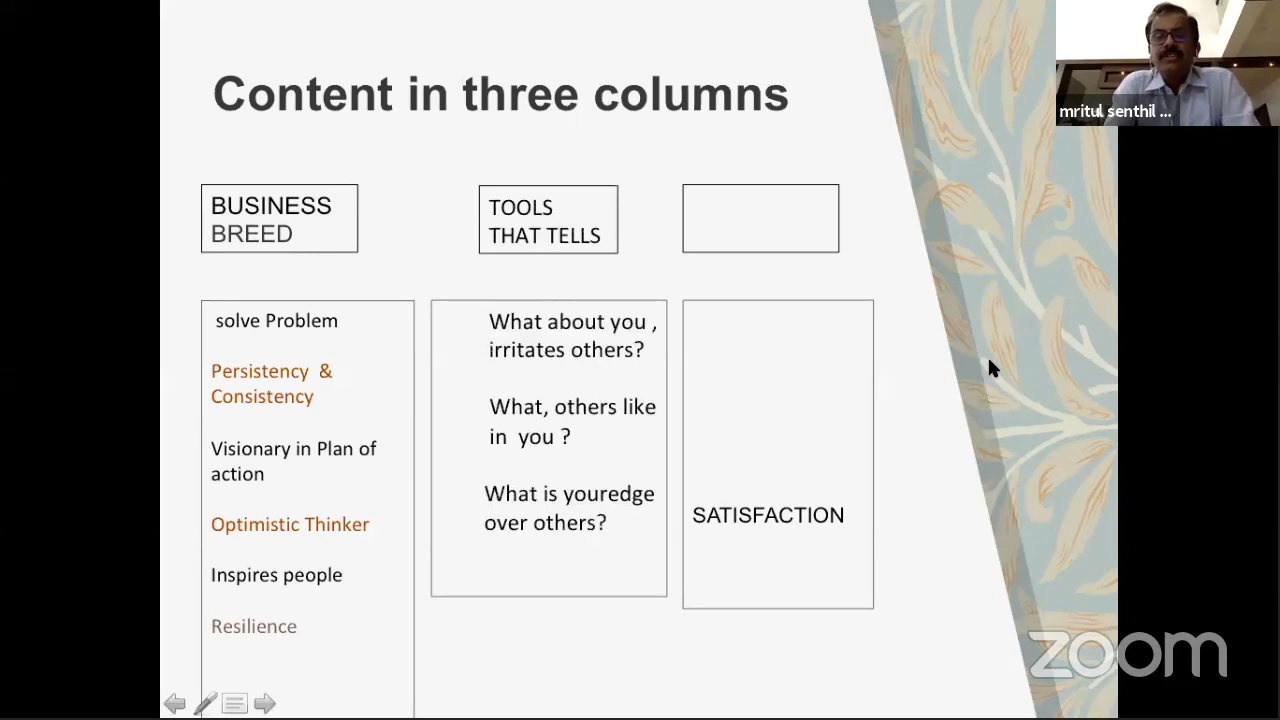 Content in three columns
mritul senthil ...
BUSINESS
BREED
TOOLS
THAT TELLS
solve Problem
Persistency &
Consistency
Visionary in Plan of
action
Optimistic Thinker
Inspires people
Resilience
What about you ,
irritates others?
What, others like
in you ?
What is youredge
over others?
SATISFACTION
zoom